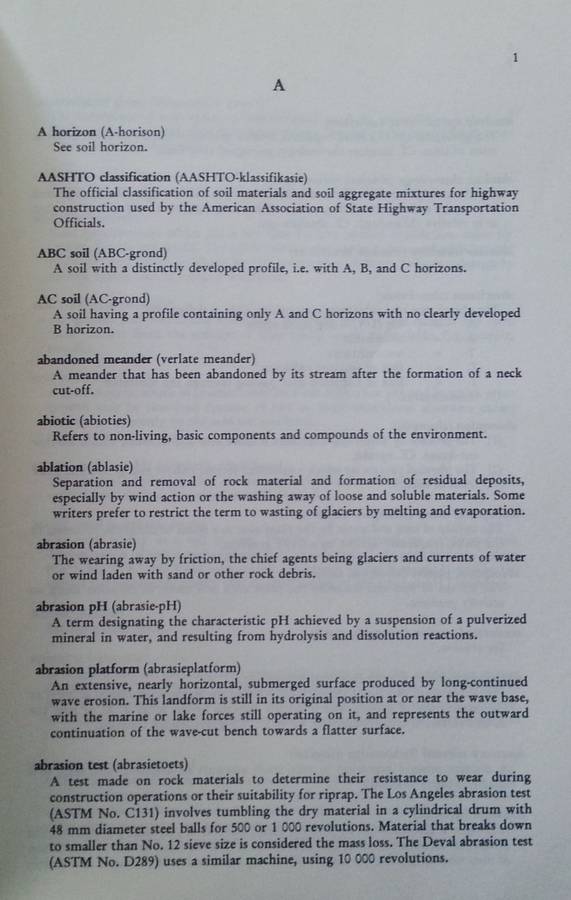 1
A
A horizon (A-horison)
See soil horizon.
AASHTO classification (AASHTO-klassifikasie)
The official classification of soil materials and soil aggregate mixtures for highway
construction used by the American Association of State Highway Transportation
Officials.
ABC soil (ABC-grond)
A soil with a distinctly developed profile, i.e. with A, B, and C horizons.
AC soil (AC-grond)
A soil having a profile containing only A and C horizons with no clearly developed
B horizon.
abandoned meander (verlate meander)
A meander that has been abandoned by its stream after the formation of a neck
cut-off.
abiotic (abioties)
Refers to non-living, basic components and compounds of the environment.
ablation (ablasie)
Separation and removal of rock material and formation of residual deposits,
especially by wind action or the washing away of loose and soluble materials. Some
writers prefer to restrict the term to wasting of glaciers by melting and evaporation.
abrasion (abrasie)
The wearing away by friction, the chief agents being glaciers and currents of water
or wind laden with sand or other rock debris.
abrasion pH (abrasie-pH)
A term designating the characteristic pH achieved by a suspension of a pulverized
mineral in water, and resulting from hydrolysis and dissolution reactions.
abrasion platform (abrasieplatform)
An extensive, nearly horizontal, submerged surface produced by long-continued
wave erosion. This landform is still in its original position at or near the wave base,
with the marine or lake forces still operating on it, and represents the outward
continuation of the wave-cut bench towards a flatter surface.
abrasion test (abrasietoets)
A test made on rock materials to determine their resistance to wear during
construction operations or their suitability for riprap. The Los Angeles abrasion test
(ASTM No. C131) involves tumbling the dry material in a cylindrical drum with
48 mm diameter steel balls for 500 or 1 000 revolutions. Material that breaks down
to smaller than No. 12 sieve size is considered the mass loss. The Deval abrasion test
(ASTM No. D289) uses a similar machine, using 10 000 revolutions.